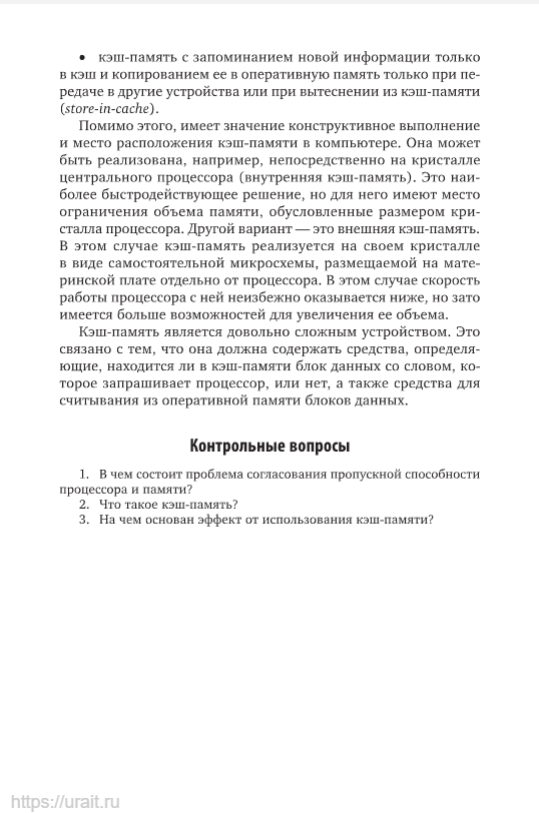 • кэш-память с запоминанием новой информации только
в кэш и копированием ее в оперативную память только при пе-
редаче в другие устройства или при вытеснении из кэш-памяти
(store-in-cache).
Помимо этого, имеет значение конструктивное выполнение
и место расположения кэш-памяти в компьютере. Она может
быть реализована, например, непосредственно на кристалле
центрального процессора (внутренняя кэш-память). Это наи-
более быстродействующее решение, но для него имеют место
ограничения объема памяти, обусловленные размером кри-
сталла процессора. Другой вариант — это внешняя кэш-память.
В этом случае кэш-память реализуется на своем кристалле
в виде самостоятельной микросхемы, размещаемой на мате-
ринской плате отдельно от процессора. В этом случае скорость
работы процессора с ней неизбежно оказывается ниже, но зато
имеется больше возможностей для увеличения ее объема.
Кэш-память является довольно сложным устройством. Это
связано с тем, что она должна содержать средства, определя-
ющие, находится ли в кэш-памяти блок данных со словом, ко-
торое запрашивает процессор, или нет, а также средства для
считывания из оперативной памяти блоков данных.
Контрольные вопросы
1. В чем состоит проблема согласования пропускной способности
процессора и памяти?
2. Что такое кэш-память?
3. На чем основан эффект от использования кэш-памяти?
https://urait.ru